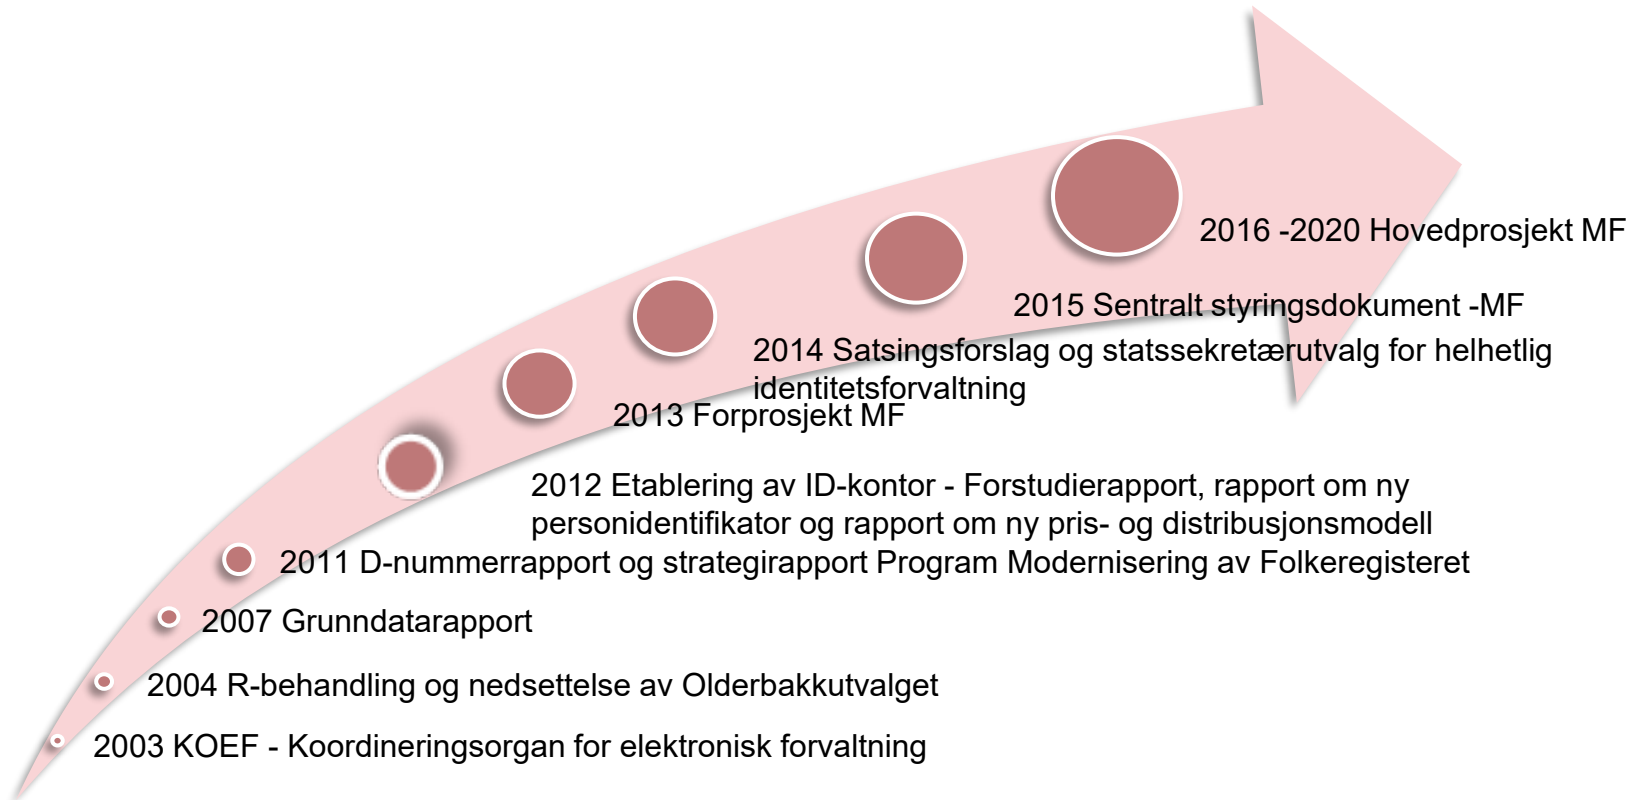 2016 -2020 Hovedprosjekt MF
2015 Sentralt styringsdokument -MF
2014 Satsingsforslag og statssekretærutvalg for helhetlig
identitetsforvaltning
2013 Forprosjekt MF
2012 Etablering av ID-kontor - Forstudierapport, rapport om ny
personidentifikator og rapport om ny pris- og distribusjonsmodell
2011 D-nummerrapport og strategirapport Program Modernisering av Folkeregisteret
2007 Grunndatarapport
2004 R-behandling og nedsettelse av Olderbakkutvalget
2003 KOEF - Koordineringsorgan for elektronisk forvaltning